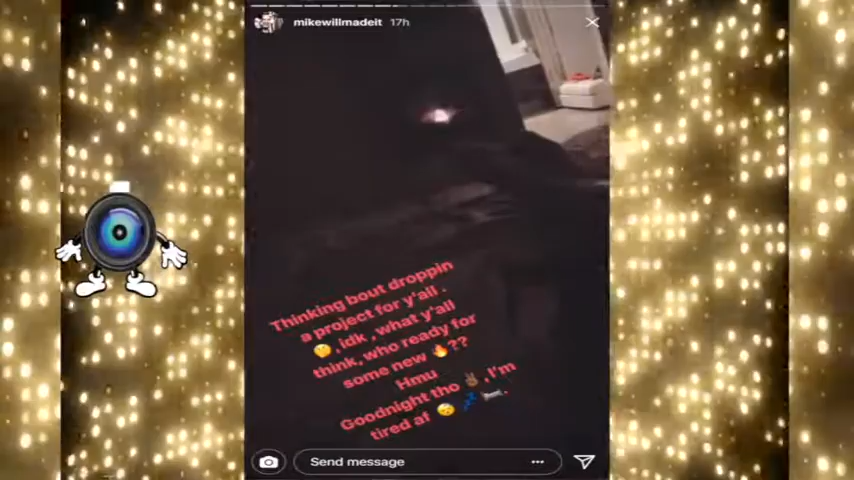 mikewillmadeit 17h
Thinking bout droppin
a project for y'all .
🤔, idk , what y'all
think, who ready for
some new 🔥??
Hmu
Goodnight tho ✌🏾, I'm
tired af 😴 💤 🛏.
Send message